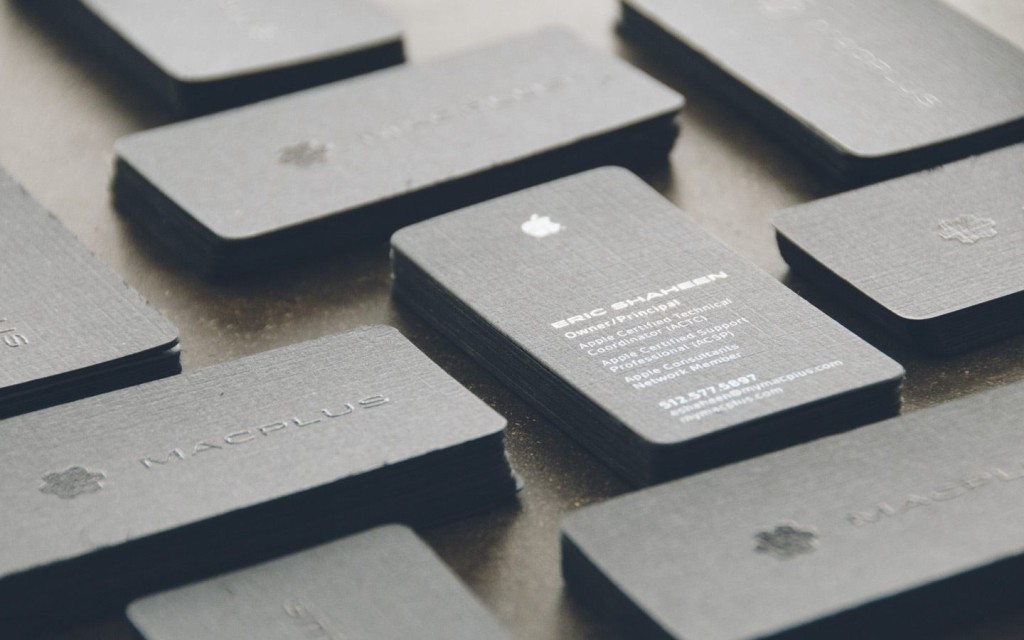 ERIC SHAHEEN
Owner/Principal
Apple Certified Technical
Coordinator (ACTC)
Apple Certified Support
Professional (ACSP)
Apple Consultants
Network Member
512.577.5897
eshaheen@mymacplus.com
mymacplus.com
MACPLUS
MACPLUS